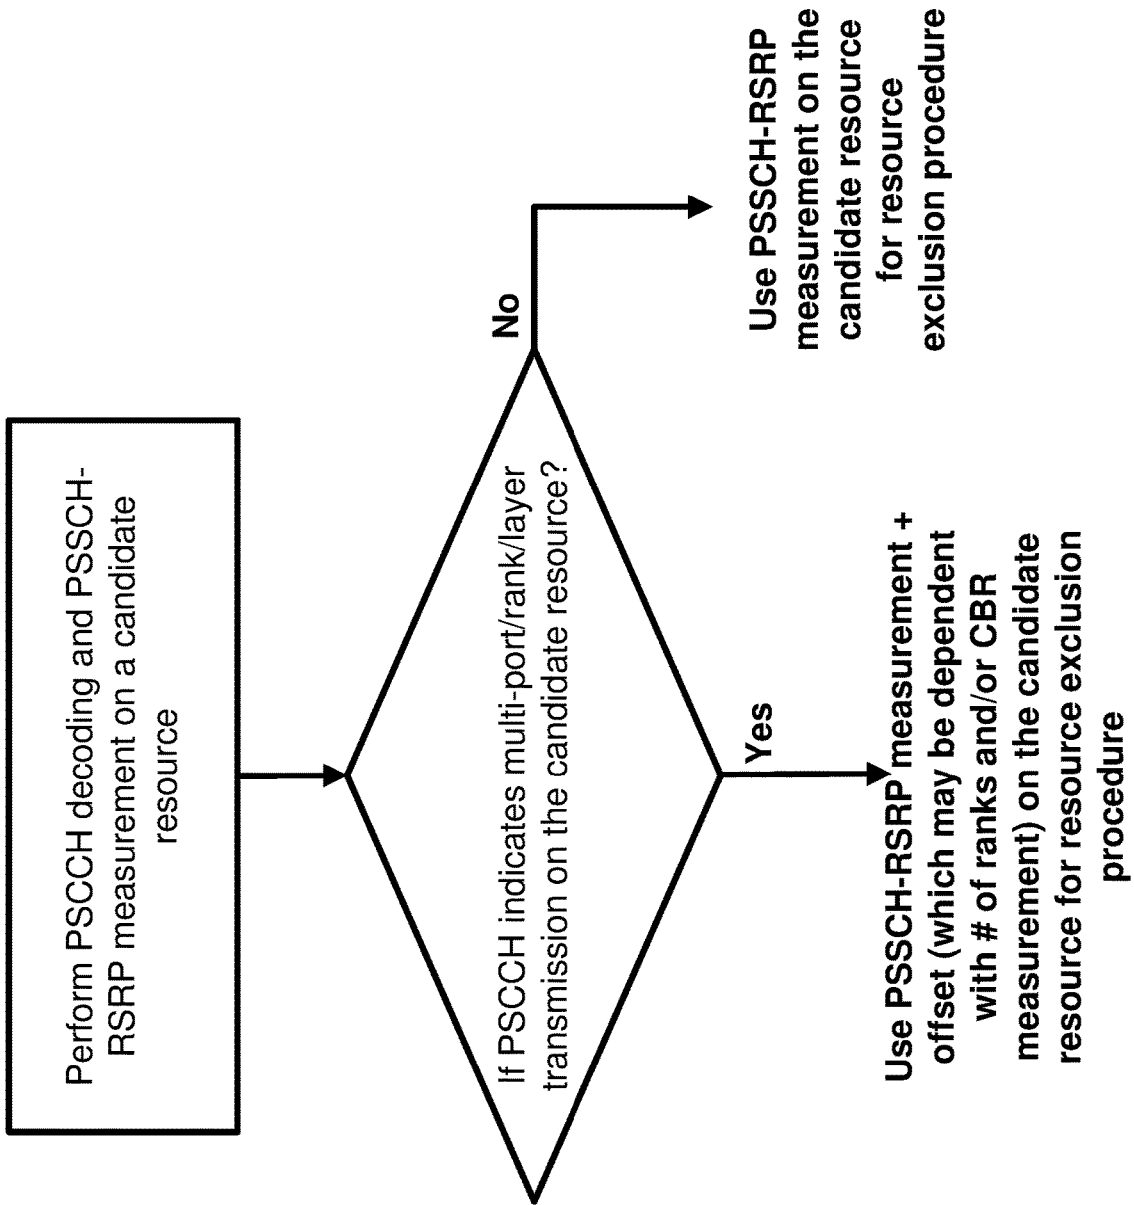 Perform PSCCH decoding and PSSCH-
RSRP measurement on a candidate
resource
If PSCCH indicates multi-port/rank/layer
transmission on the candidate resource?
No
Use PSSCH-RSRP
measurement on the
candidate resource
for resource
exclusion procedure
Yes
Use PSSCH-RSRP measurement +
offset (which may be dependent
with # of ranks and/or CBR
measurement) on the candidate
resource for resource exclusion
procedure